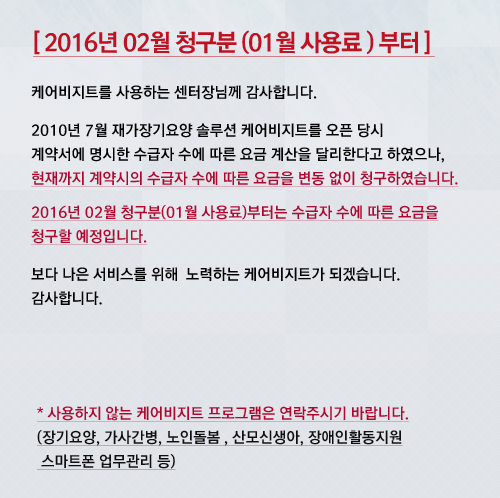 [ 2016년 02월 청구분 (01월 사용료 ) 부터 ]
케어비지트를 사용하는 센터장님께 감사합니다.
2010년 7월 재가장기요양 솔루션 케어비지트를 오픈 당시
계약서에 명시한 수급자 수에 따른 요금 계산을 달리한다고 하였으나,
현재까지 계약시의 수급자 수에 따른 요금을 변동 없이 청구하였습니다.
2016년 02월 청구분(01월 사용료)부터는 수급자 수에 따른 요금을
청구할 예정입니다.
보다 나은 서비스를 위해 노력하는 케어비지트가 되겠습니다.
감사합니다.
* 사용하지 않는 케어비지트 프로그램은 연락주시기 바랍니다.
(장기요양, 가사간병, 노인돌봄 , 산모신생아, 장애인활동지원
스마트폰 업무관리 등)